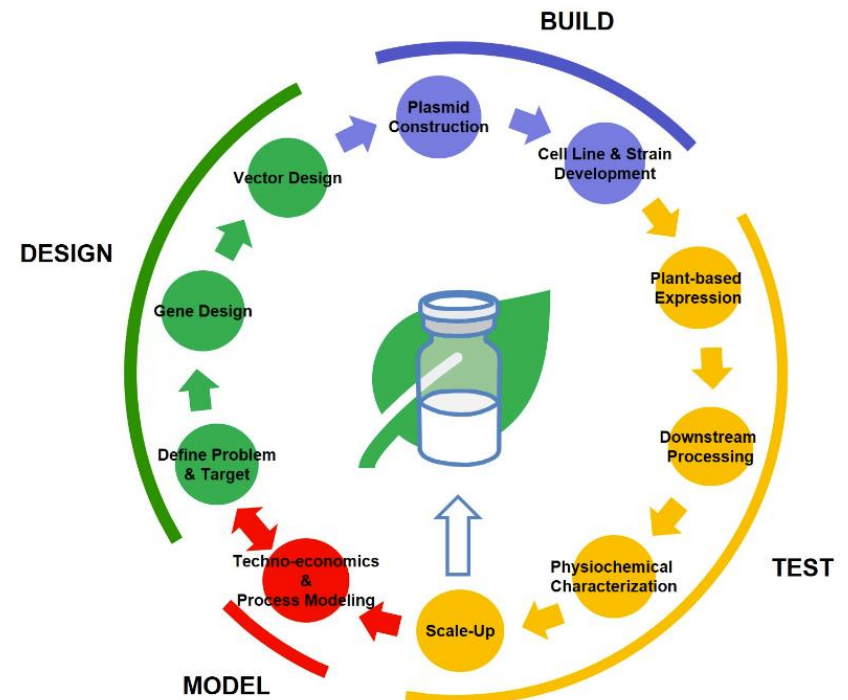 BUILD
Plasmid
Construction
Cell Line & Strain
Development
Vector Design
DESIGN
Gene Design
Plant-based
Expression
Define Problem
& Target
Downstream
Processing
Techno-economics
&
Process Modeling
Physiochemical
Characterization
TEST
Scale-Up
MODEL